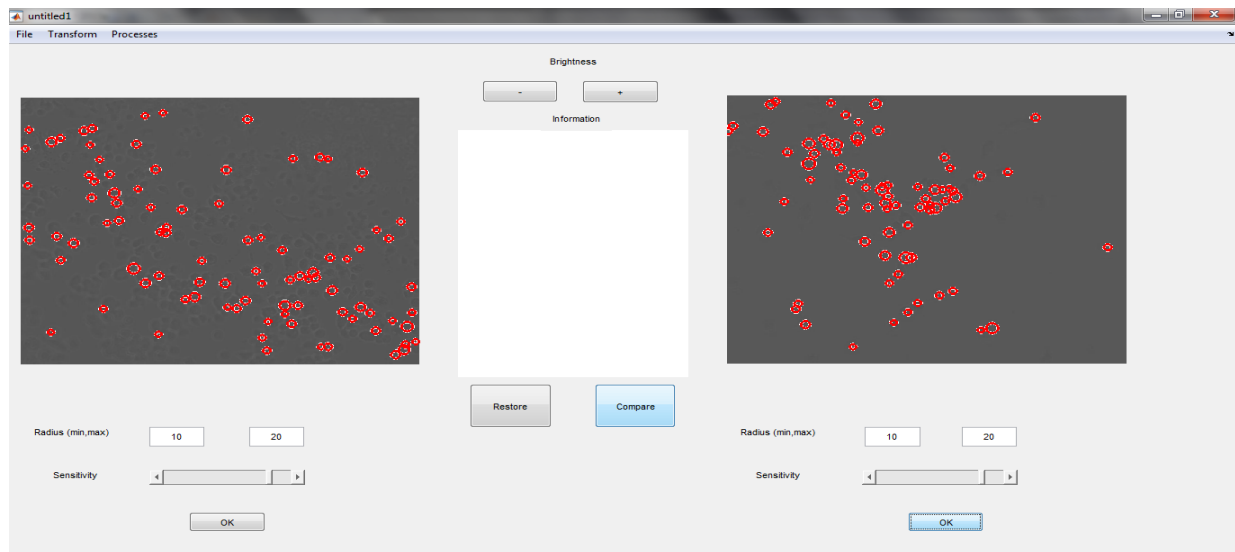 untitled1
File Transform Processes
Brightness
- +
Information
Restore Compare
Radius (min,max) 10 20
Sensitivity
OK
Radius (min,max) 10 20
Sensitivity
OK